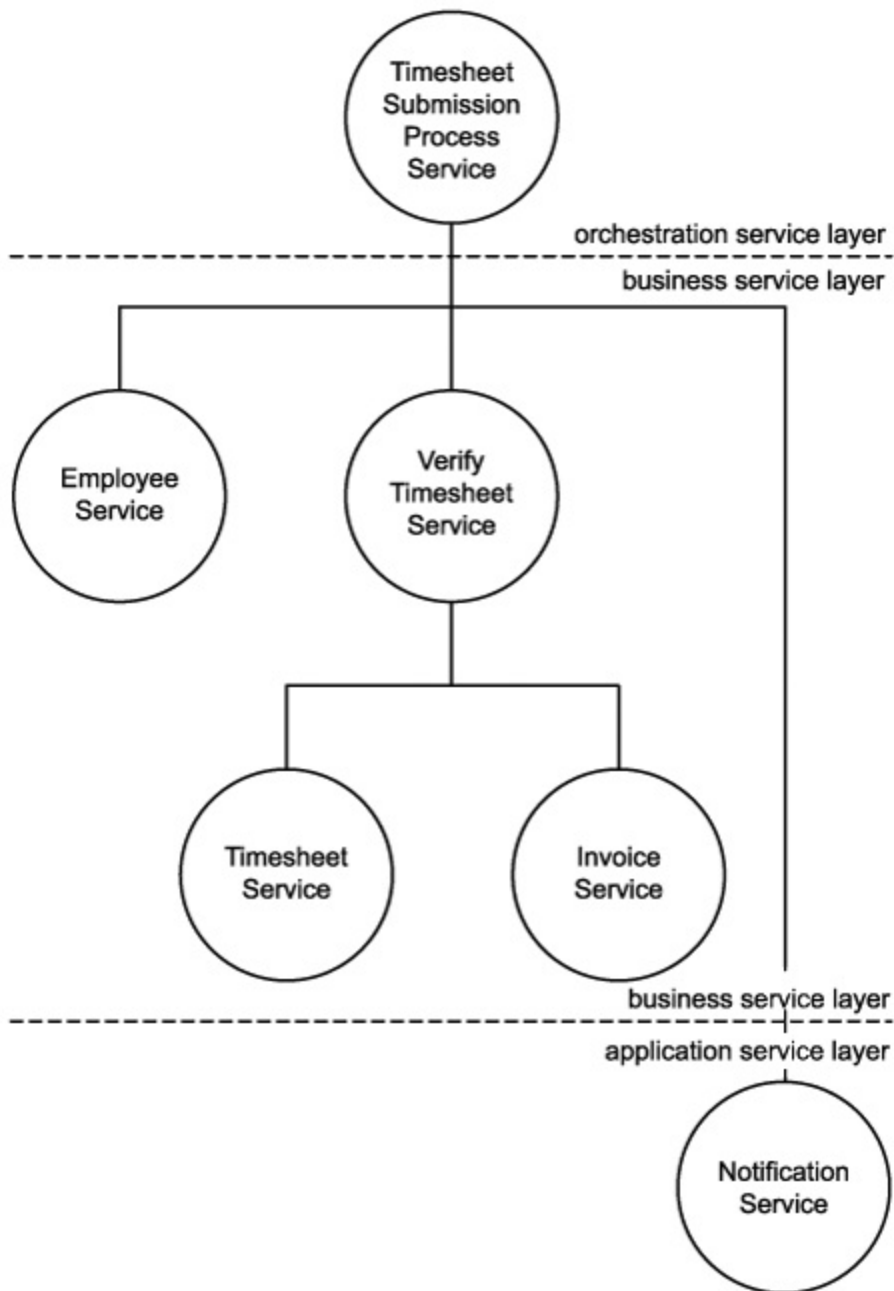 Timesheet
Submission
Process
Service
orchestration service layer
business service layer
Employee
Service
Verify
Timesheet
Service
Timesheet
Service
Invoice
Service
business service layer
application service layer
Notification
Service